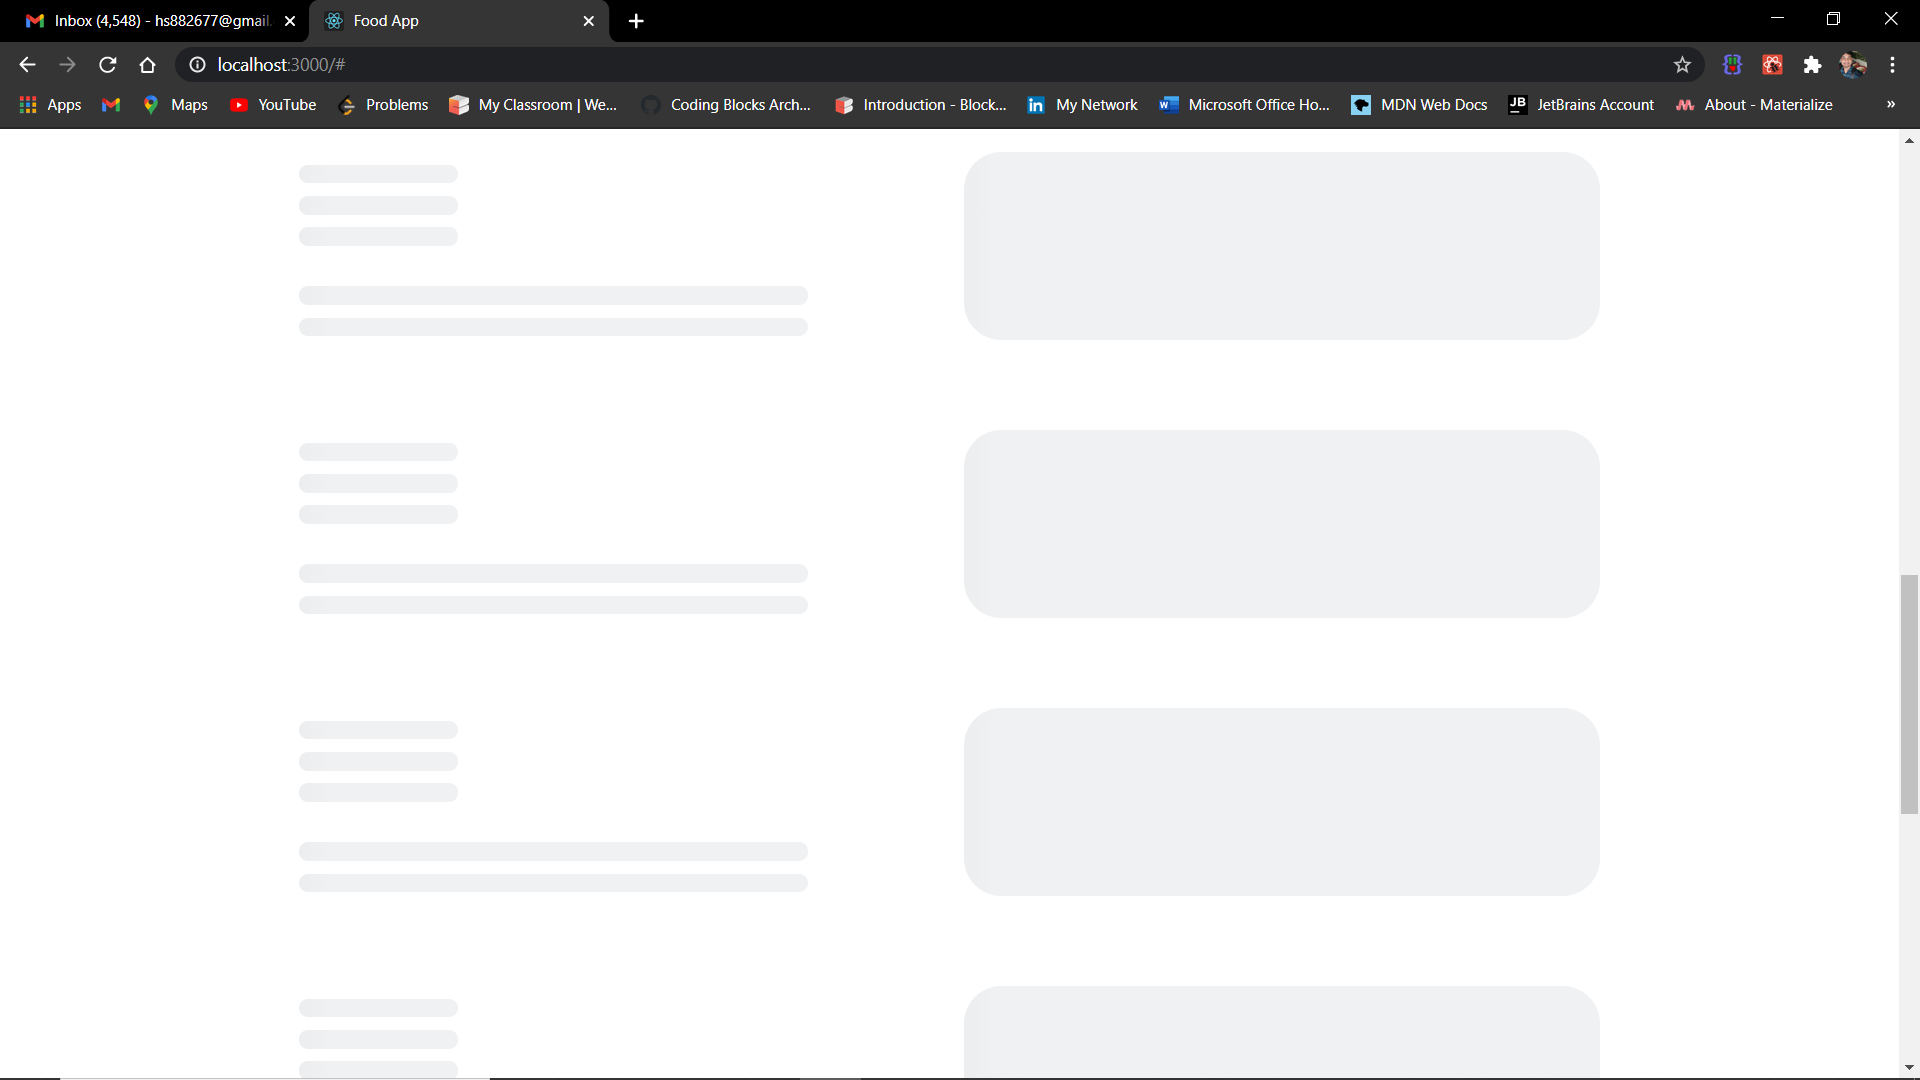 Inbox (4,548) - hs882677@gmail.
Food App
localhost:3000/#
Apps
Maps
YouTube
Problems
My Classroom | We...
Coding Blocks Arch...
Introduction - Block...
My Network
Microsoft Office Ho...
MDN Web Docs
JB JetBrains Account
About - Materialize
»